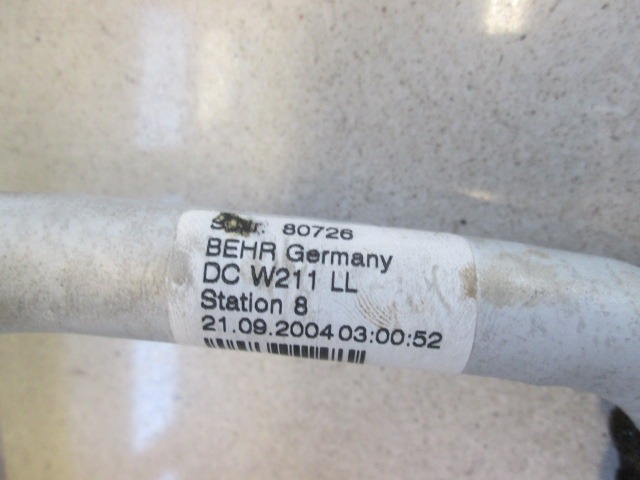 80726
BEHR Germany
DC W211 LL
Station 8
21.09.2004 03:00:52